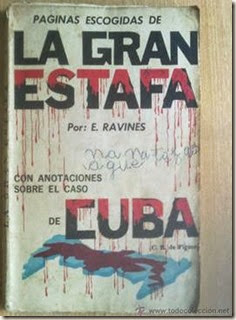 PAGINAS ESCOGIDAS DE
LA GRAN
ESTAFA
Por: E. RAVINES
CON ANOTACIONES
SOBRE EL CASO
de
CUBA
www.todocoleccion.net